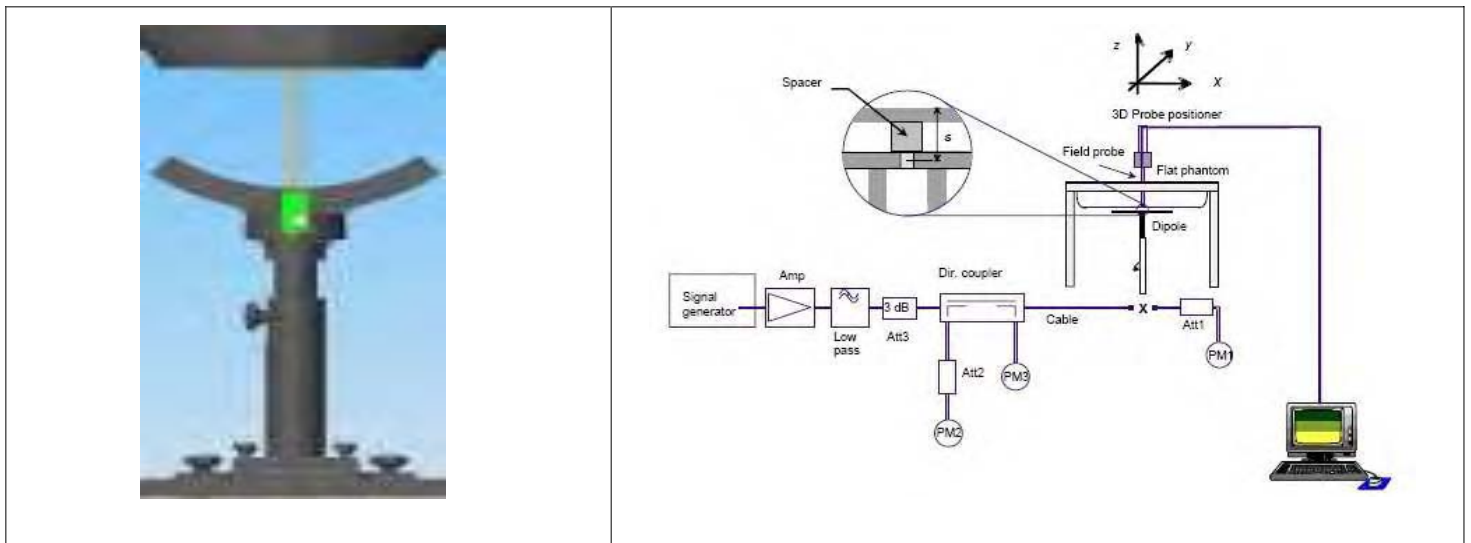 z
y
X
Spacer
s
3D Probe positioner
Field probe
Flat phantom
Dipole
Signal
generator
Amp
Low
pass
3 dB
Att3
Dir. coupler
Cable
X
Att1
PM1
Att2
PM3
PM2